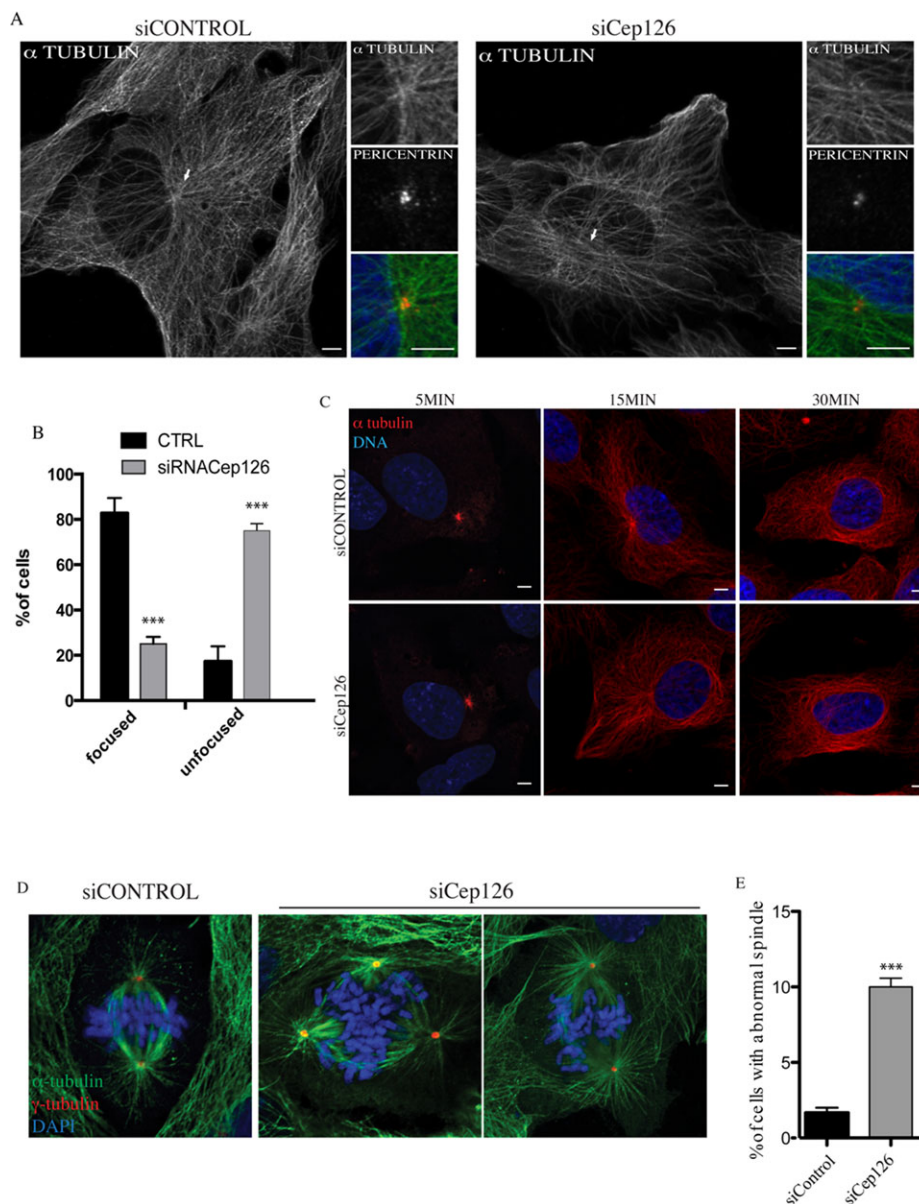 A
siCONTROL
siCep126
α TUBULIN
α TUBULIN
α TUBULIN
α TUBULIN
PERICENTRIN
PERICENTRIN
B
CTRL
siRNACep126
100
80
60
40
20
0
% of cells
***
***
focused
unfocused
C
5MIN
15MIN
30MIN
α tubulin
DNA
siCONTROL
siCep126
D
siCONTROL
siCep126
α-tubulin
γ-tubulin
DAPI
E
15
10
5
0
% of cells with abnormal spindle
***
siControl
siCep126